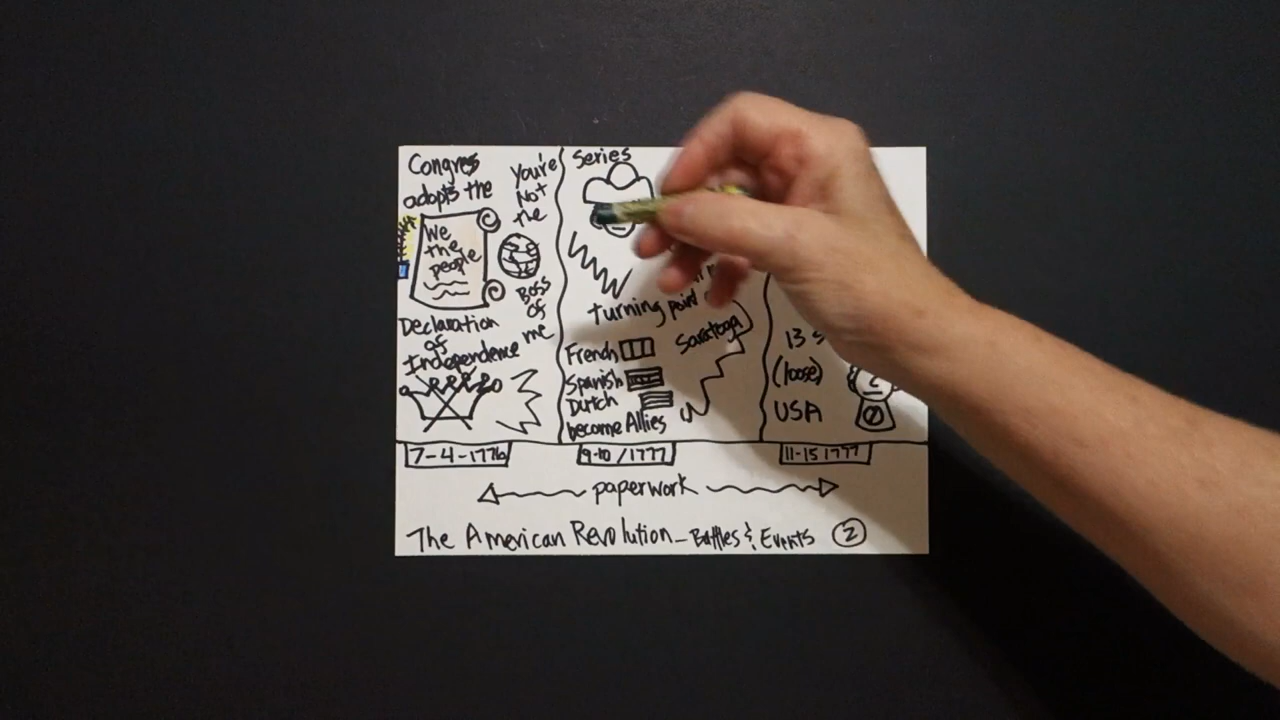 Congres
adopts the
We
the
people
Declaration
of
Independence
You're
Not
the
Boss
of
me
7-4-1776
Series
turning point
Saratoga
French
Spanish
Dutch
become Allies
9-10/1777
13 S
(loose)
USA
11-15 1777
paperwork
The American Revolution - Battles & Events 2